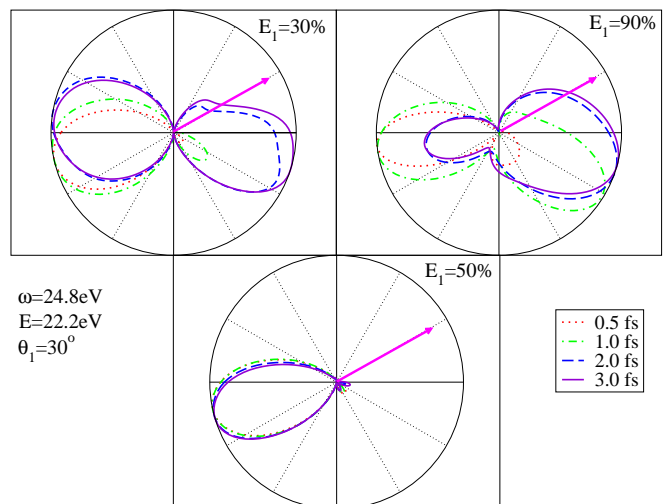 E₁=30%
E₁=90%
E₁=50%
ω=24.8eV
E=22.2eV
θ₁=30°
0.5 fs
1.0 fs
2.0 fs
3.0 fs